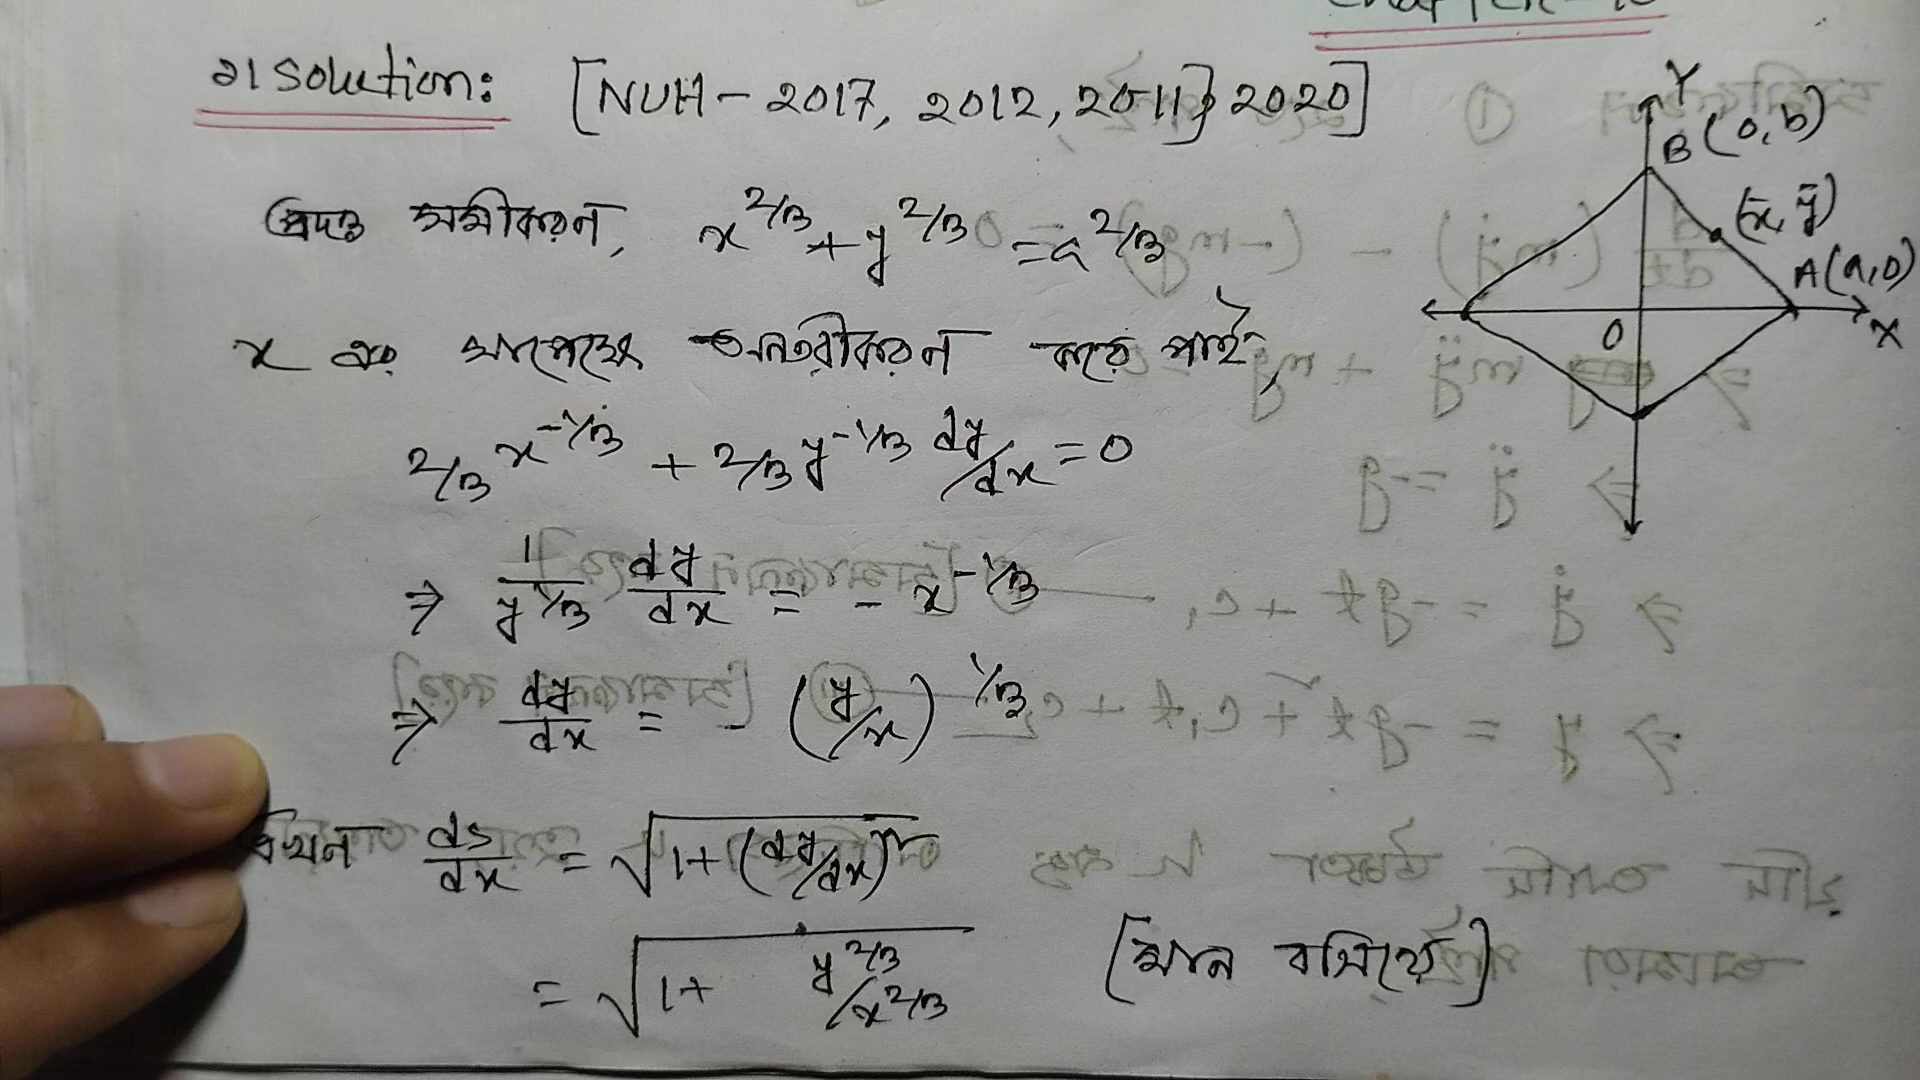 ২। Solution: [NUH - 2017, 2012, 2011, 2020]
প্রদত্ত সমীকরণ, x^{2/3} + y^{2/3} = a^{2/3}
x এর সাপেক্ষে অন্তরীকরণ করে পাই,
2/3 x^{-1/3} + 2/3 y^{-1/3} dy/dx = 0
⇒ 1/y^{1/3} dy/dx = - x^{-1/3}
⇒ dy/dx = - (y/x)^{1/3}
এখন ds/dx = √(1+(dy/dx)²)
= √(1+ y^{2/3}/x^{2/3}) [মান বসিয়ে]
Y
B(0,b)
(x̄, ȳ)
A(a,0)
O
X